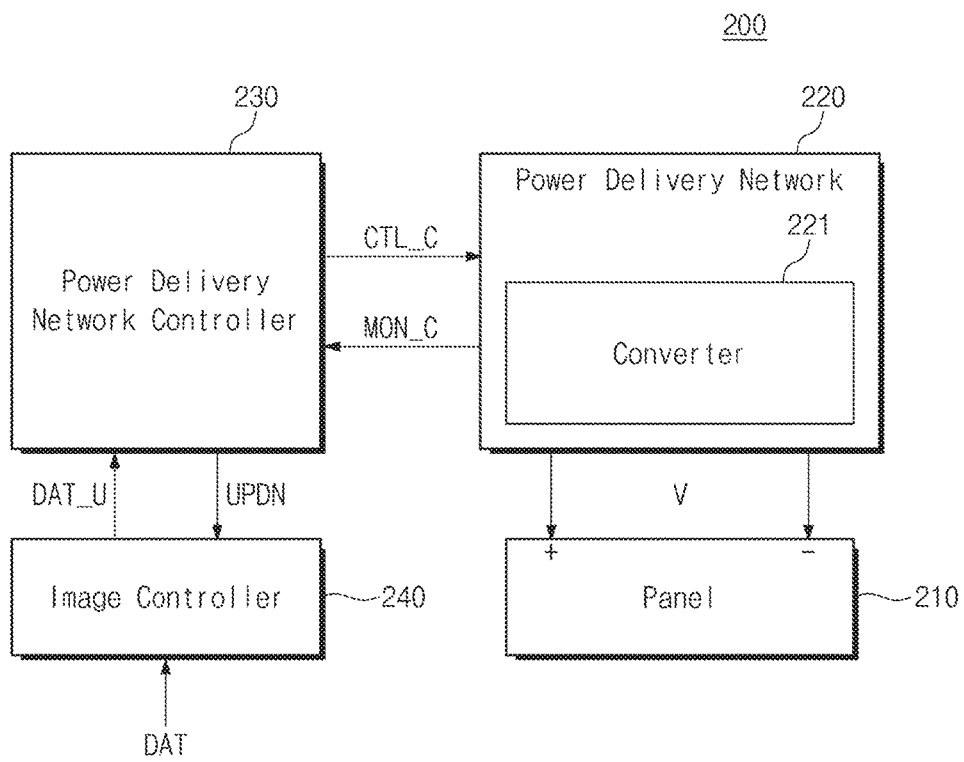 200
230
220
Power Delivery Network
221
CTL_C
Power Delivery
Network Controller
MON_C
Converter
DAT_U
UPDN
V
+
-
Image Controller
240
Panel
210
DAT